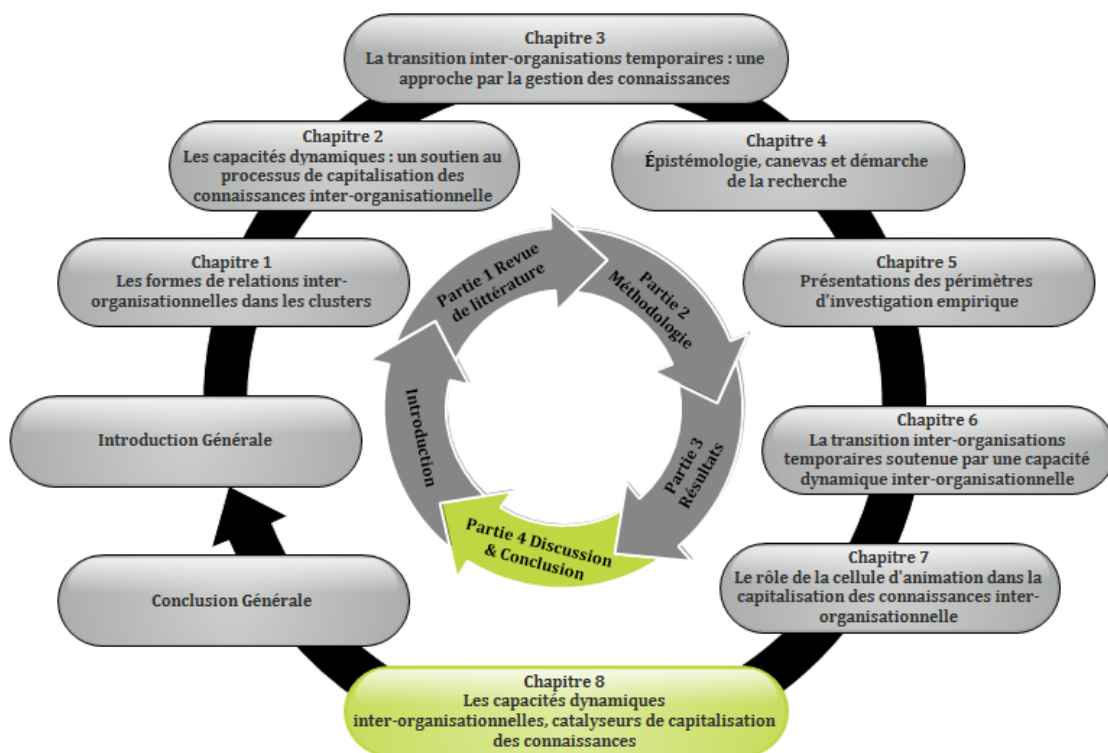 Chapitre 3
La transition inter-organisations temporaires : une
approche par la gestion des connaissances
Chapitre 2
Les capacités dynamiques : un soutien au
processus de capitalisation des
connaissances inter-organisationnelle
Chapitre 4
Épistémologie, canevas et démarche
de la recherche
Chapitre 1
Les formes de relations inter-
organisationnelles dans les clusters
Chapitre 5
Présentations des périmètres
d'investigation empirique
Partie 1 Revue
de littérature
Partie 2
Méthodologie
Introduction
Partie 3
Résultats
Partie 4 Discussion
& Conclusion
Introduction Générale
Chapitre 6
La transition inter-organisations
temporaires soutenue par une capacité
dynamique inter-organisationnelle
Conclusion Générale
Chapitre 7
Le rôle de la cellule d'animation dans la
capitalisation des connaissances inter-
organisationnelle
Chapitre 8
Les capacités dynamiques
inter-organisationnelles, catalyseurs de capitalisation
des connaissances